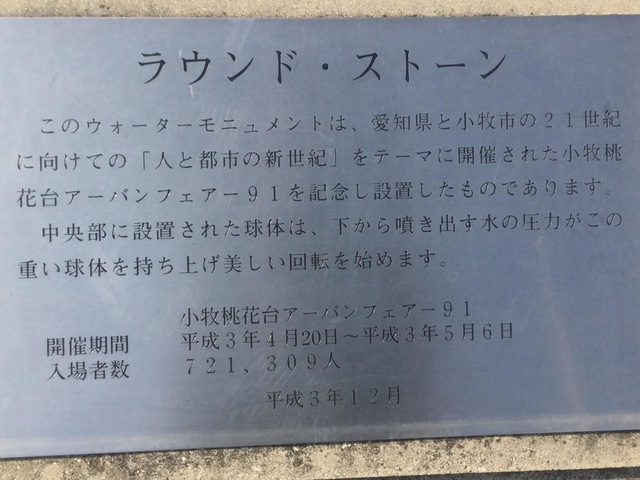 ラウンド・ストーン
このウォーターモニュメントは、愛知県と小牧市の２１世紀
に向けての「人と都市の新世紀」をテーマに開催された小牧桃
花台アーバンフェアー９１を記念し設置したものであります。
中央部に設置された球体は、下から噴き出す水の圧力がこの
重い球体を持ち上げ美しい回転を始めます。
小牧桃花台アーバンフェアー９１
開催期間 平成３年４月20日〜平成３年５月６日
入場者数 ７２１、３０９人
平成３年１２月